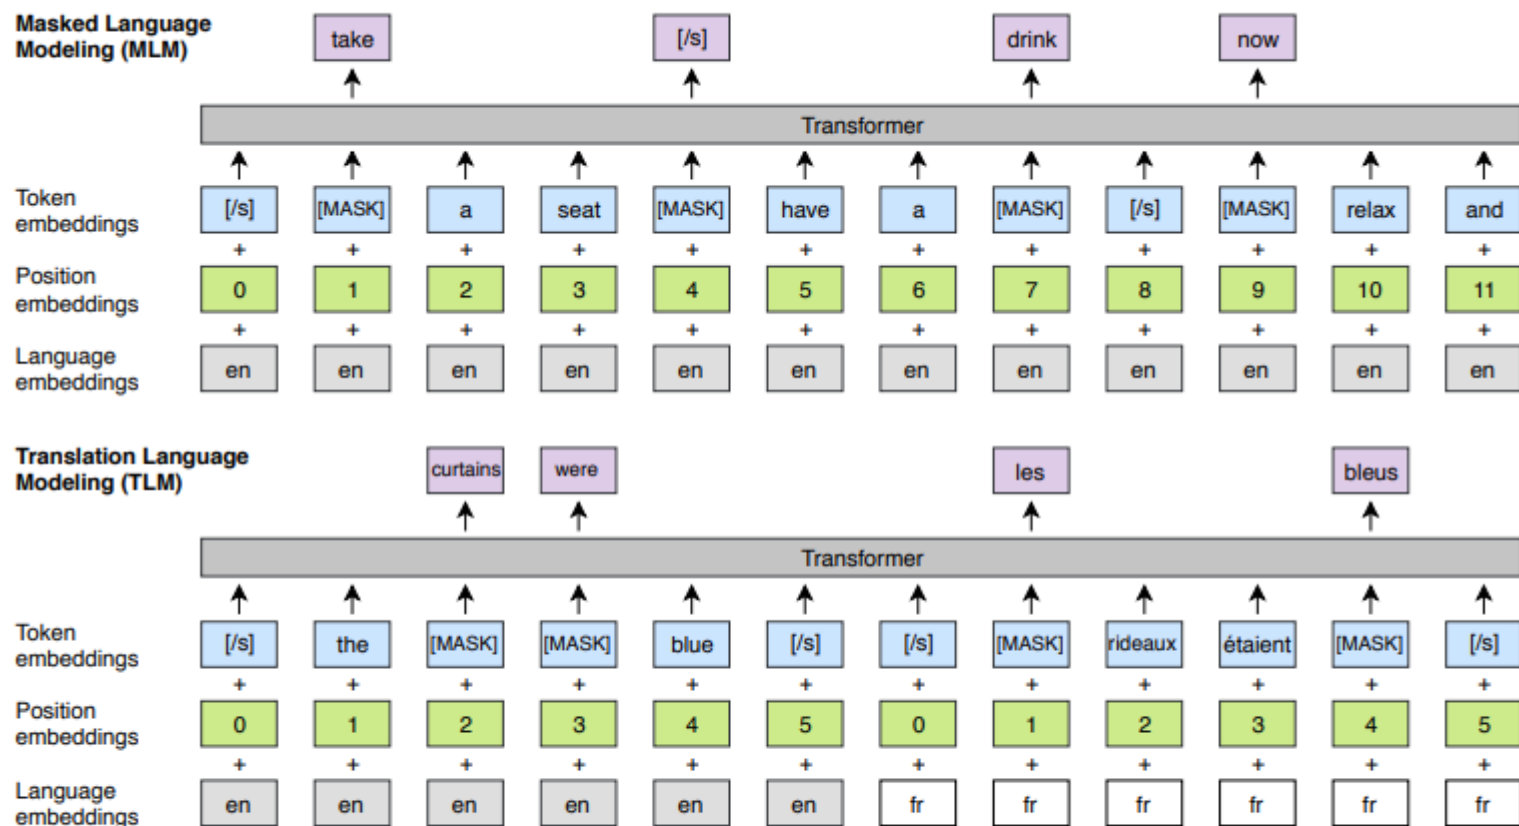 Masked Language
Modeling (MLM)
take [/s] drink now
Transformer
Token
embeddings
[/s] [MASK] a seat [MASK] have a [MASK] [/s] [MASK] relax and
+ + + + + + + + + + + +
Position
embeddings
0 1 2 3 4 5 6 7 8 9 10 11
+ + + + + + + + + + + +
Language
embeddings
en en en en en en en en en en en en
Translation Language
Modeling (TLM)
curtains were les bleus
Transformer
Token
embeddings
[/s] the [MASK] [MASK] blue [/s] [/s] [MASK] rideaux étaient [MASK] [/s]
+ + + + + + + + + + + +
Position
embeddings
0 1 2 3 4 5 0 1 2 3 4 5
+ + + + + + + + + + + +
Language
embeddings
en en en en en en fr fr fr fr fr fr